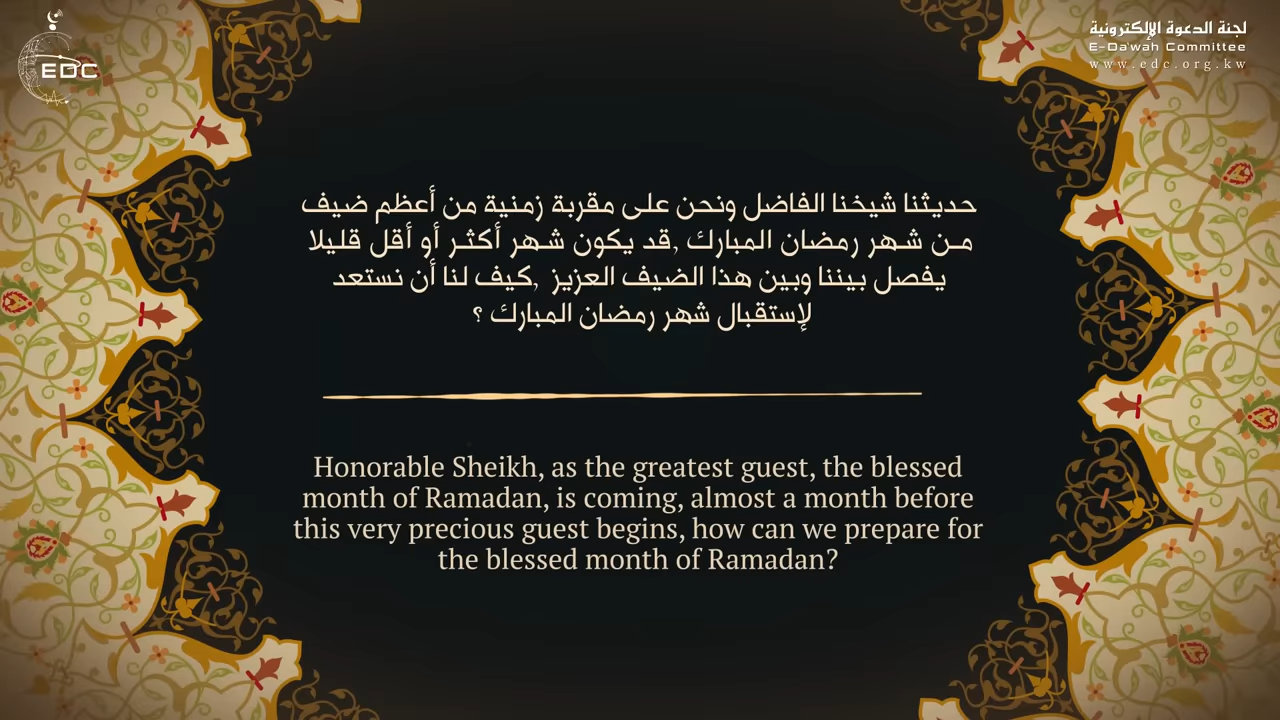 EDC
لجنة الدعوة الإلكترونية
E-Da'wah Committee
www.edc.org.kw
حديثنا شيخنا الفاضل ونحن على مقربة زمنية من أعظم ضيف
من شهر رمضان المبارك ,قد يكون شهر أكثر أو أقل قليلا
يفصل بيننا وبين هذا الضيف العزيز ,كيف لنا أن نستعد
لإستقبال شهر رمضان المبارك ؟
Honorable Sheikh, as the greatest guest, the blessed
month of Ramadan, is coming, almost a month before
this very precious guest begins, how can we prepare for
the blessed month of Ramadan?